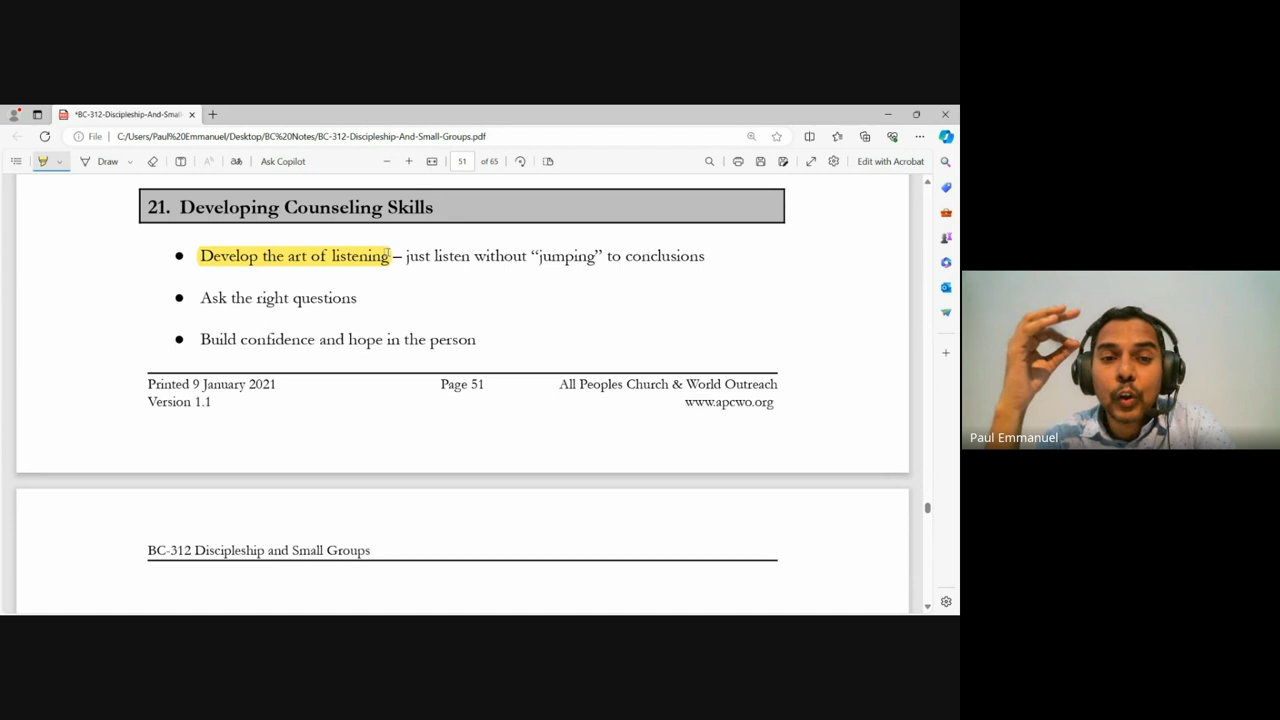 *BC-312-Discipleship-And-Small-
File
C:/Users/Paul%20Emmanuel/Desktop/BC%20Notes/BC-312-Discipleship-And-Small-Groups.pdf
Draw
Ask Copilot
51 of 65
Edit with Acrobat
21. Developing Counseling Skills
● Develop the art of listening – just listen without “jumping” to conclusions
● Ask the right questions
● Build confidence and hope in the person
Printed 9 January 2021 Page 51 All Peoples Church & World Outreach
Version 1.1 www.apcwo.org
BC-312 Discipleship and Small Groups
Paul Emmanuel